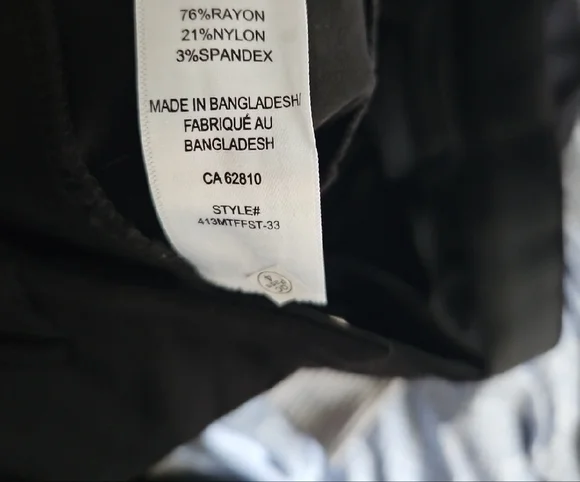 76%RAYON
21%NYLON
3%SPANDEX
MADE IN BANGLADESH/
FABRIQUÉ AU
BANGLADESH
CA 62810
STYLE#
413MTFFST-33